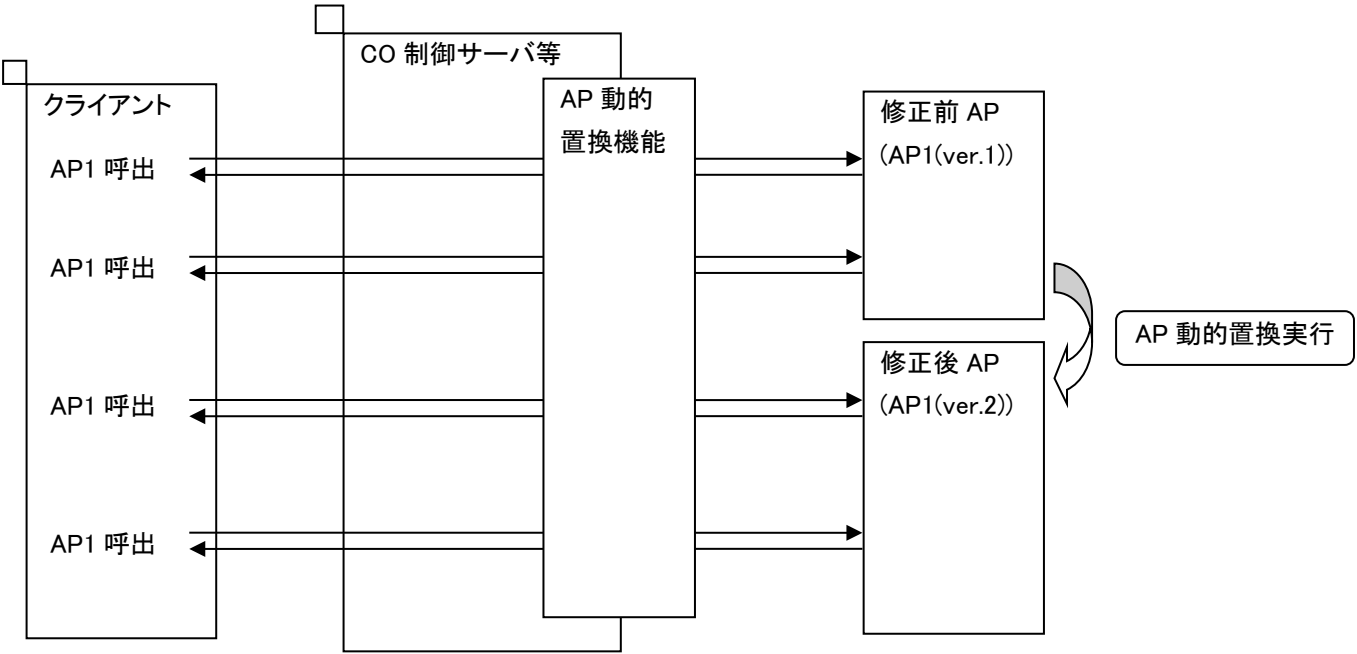 CO 制御サーバ等
クライアント
AP 動的
置換機能
修正前 AP
(AP1(ver.1))
AP1 呼出
AP1 呼出
AP 動的置換実行
修正後 AP
(AP1(ver.2))
AP1 呼出
AP1 呼出